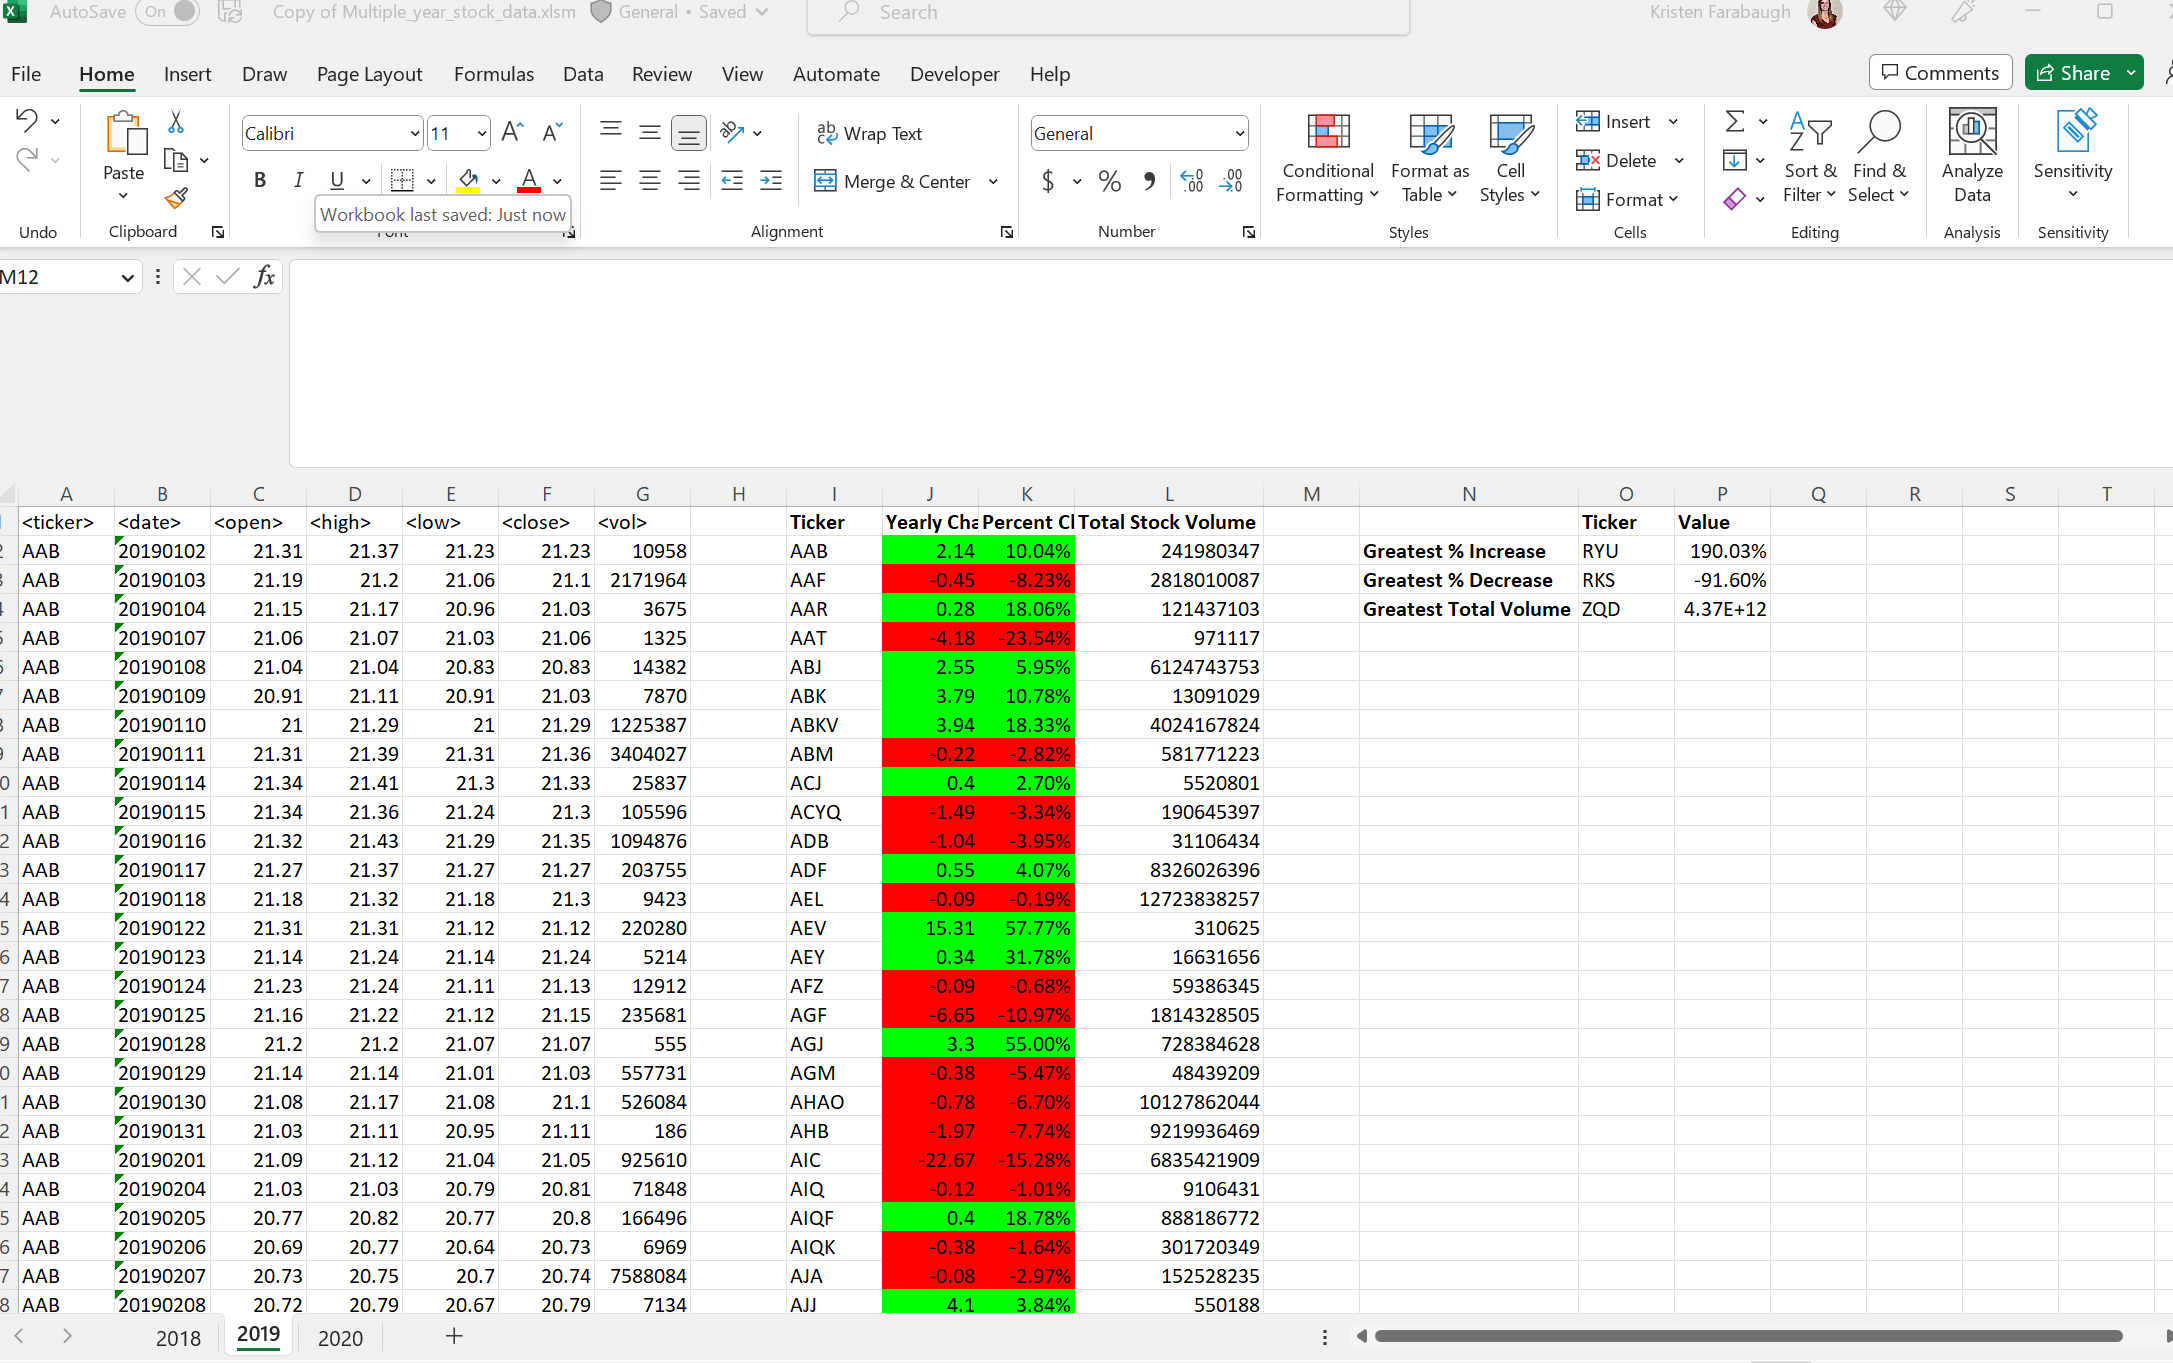 AutoSave On Copy of Multiple_year_stock_data.xlsm General • Saved Search Kristen Farabaugh
File Home Insert Draw Page Layout Formulas Data Review View Automate Developer Help Comments Share
Calibri 11 Wrap Text General Insert
Paste Conditional Format as Cell Delete Sort & Find & Analyze Sensitivity
B I U Merge & Center $ % Formatting Table Styles Format Filter Select Data
Workbook last saved: Just now
Undo Clipboard Font Alignment Number Styles Cells Editing Analysis Sensitivity
M12 fx
A B C D E F G H I J K L M N O P Q R S T
<ticker> <date> <open> <high> <low> <close> <vol> Ticker Yearly Cha Percent Cl Total Stock Volume Ticker Value
AAB 20190102 21.31 21.37 21.23 21.23 10958 AAB 2.14 10.04% 241980347 Greatest % Increase RYU 190.03%
AAB 20190103 21.19 21.2 21.06 21.1 2171964 AAF -0.45 -8.23% 2818010087 Greatest % Decrease RKS -91.60%
AAB 20190104 21.15 21.17 20.96 21.03 3675 AAR 0.28 18.06% 121437103 Greatest Total Volume ZQD 4.37E+12
AAB 20190107 21.06 21.07 21.03 21.06 1325 AAT -4.18 -23.54% 971117
AAB 20190108 21.04 21.04 20.83 20.83 14382 ABJ 2.55 5.95% 6124743753
AAB 20190109 20.91 21.11 20.91 21.03 7870 ABK 3.79 10.78% 13091029
AAB 20190110 21 21.29 21 21.29 1225387 ABKV 3.94 18.33% 4024167824
AAB 20190111 21.31 21.39 21.31 21.36 3404027 ABM -0.22 -2.82% 581771223
AAB 20190114 21.34 21.41 21.3 21.33 25837 ACJ 0.4 2.70% 5520801
AAB 20190115 21.34 21.36 21.24 21.3 105596 ACYQ -1.49 -3.34% 190645397
AAB 20190116 21.32 21.43 21.29 21.35 1094876 ADB -1.04 -3.95% 31106434
AAB 20190117 21.27 21.37 21.27 21.27 203755 ADF 0.55 4.07% 8326026396
AAB 20190118 21.18 21.32 21.18 21.3 9423 AEL -0.09 -0.19% 12723838257
AAB 20190122 21.31 21.31 21.12 21.12 220280 AEV 15.31 57.77% 310625
AAB 20190123 21.14 21.24 21.14 21.24 5214 AEY 0.34 31.78% 16631656
AAB 20190124 21.23 21.24 21.11 21.13 12912 AFZ -0.09 -0.68% 59386345
AAB 20190125 21.16 21.22 21.12 21.15 235681 AGF -6.65 -10.97% 1814328505
AAB 20190128 21.2 21.2 21.07 21.07 555 AGJ 3.3 55.00% 728384628
AAB 20190129 21.14 21.14 21.01 21.03 557731 AGM -0.38 -5.47% 48439209
AAB 20190130 21.08 21.17 21.08 21.1 526084 AHAO -0.78 -6.70% 10127862044
AAB 20190131 21.03 21.11 20.95 21.11 186 AHB -1.97 -7.74% 9219936469
AAB 20190201 21.09 21.12 21.04 21.05 925610 AIC -22.67 -15.28% 6835421909
AAB 20190204 21.03 21.03 20.79 20.81 71848 AIQ -0.12 -1.01% 9106431
AAB 20190205 20.77 20.82 20.77 20.8 166496 AIQF 0.4 18.78% 888186772
AAB 20190206 20.69 20.77 20.64 20.73 6969 AIQK -0.38 -1.64% 301720349
AAB 20190207 20.73 20.75 20.7 20.74 7588084 AJA -0.08 -2.97% 152528235
AAB 20190208 20.72 20.79 20.67 20.79 7134 AJJ 4.1 3.84% 550188
2018 2019 2020